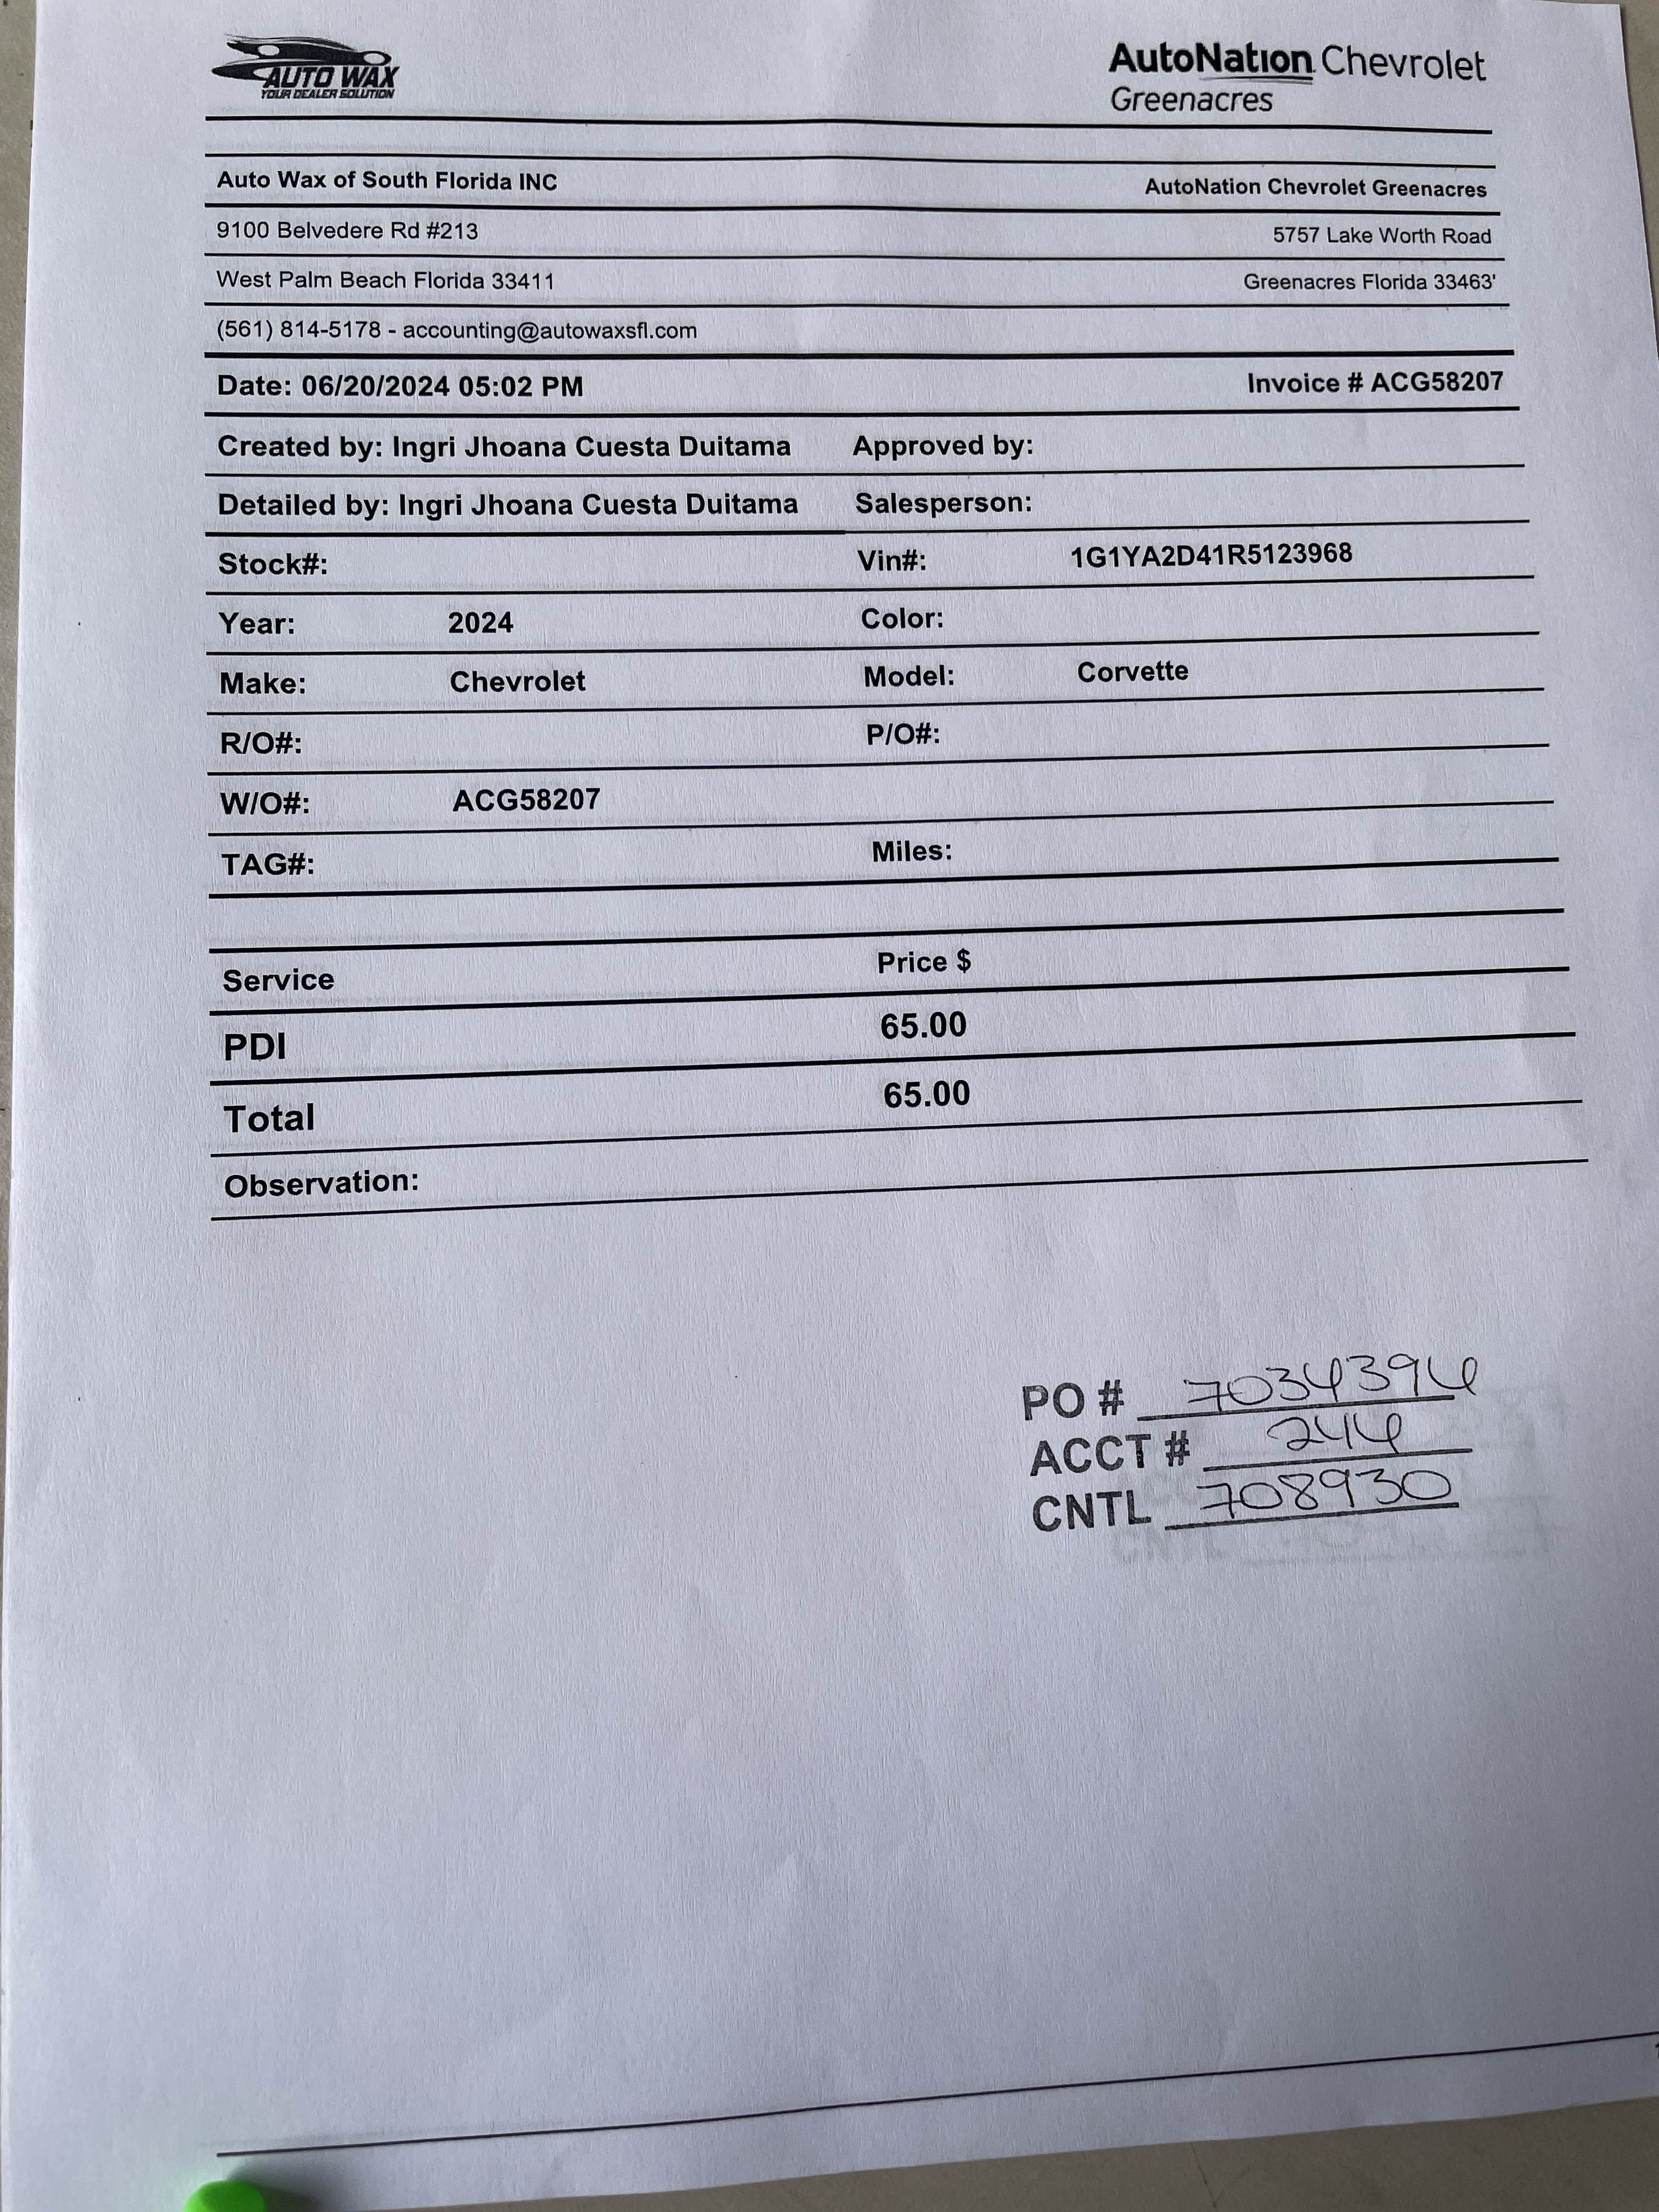 AUTO WAX
YOUR DEALER SOLUTION
AutoNation Chevrolet
Greenacres
Auto Wax of South Florida INC AutoNation Chevrolet Greenacres
9100 Belvedere Rd #213 5757 Lake Worth Road
West Palm Beach Florida 33411 Greenacres Florida 33463'
(561) 814-5178 - accounting@autowaxsfl.com
Date: 06/20/2024 05:02 PM Invoice # ACG58207
Created by: Ingri Jhoana Cuesta Duitama Approved by:
Detailed by: Ingri Jhoana Cuesta Duitama Salesperson:
Stock#: Vin#: 1G1YA2D41R5123968
Year: 2024 Color:
Make: Chevrolet Model: Corvette
R/O#: P/O#:
W/O#: ACG58207
TAG#: Miles:
Service Price $
PDI 65.00
Total 65.00
Observation:
PO # 7034396
ACCT # 246
CNTL 708930